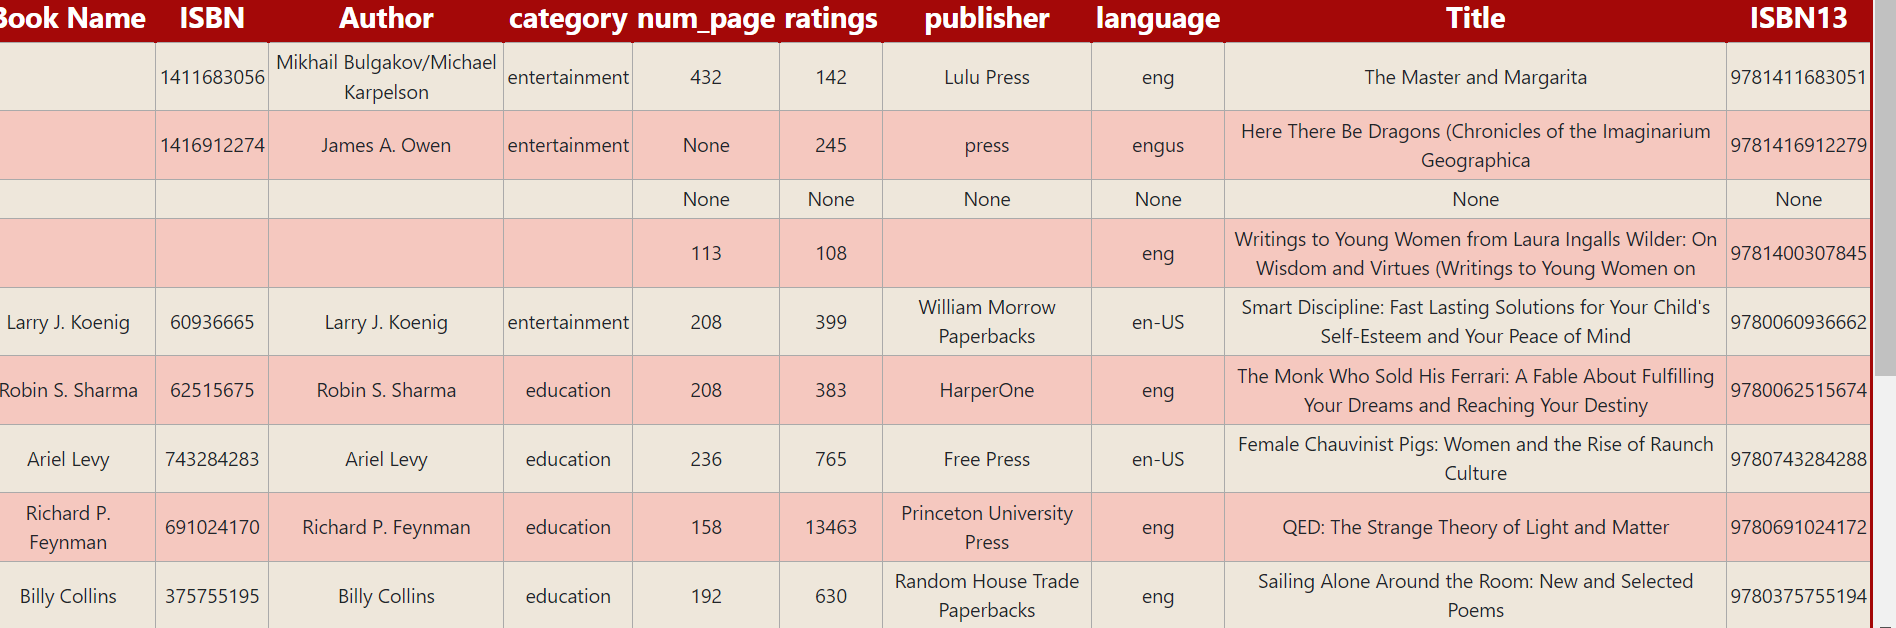 Book Name ISBN Author category num_page ratings publisher language Title ISBN13
1411683056 Mikhail Bulgakov/Michael Karpelson entertainment 432 142 Lulu Press eng The Master and Margarita 9781411683051
1416912274 James A. Owen entertainment None 245 press engus Here There Be Dragons (Chronicles of the Imaginarium Geographica 9781416912279
None None None None None None
113 108 eng Writings to Young Women from Laura Ingalls Wilder: On Wisdom and Virtues (Writings to Young Women on 9781400307845
Larry J. Koenig 60936665 Larry J. Koenig entertainment 208 399 William Morrow Paperbacks en-US Smart Discipline: Fast Lasting Solutions for Your Child's Self-Esteem and Your Peace of Mind 9780060936662
Robin S. Sharma 62515675 Robin S. Sharma education 208 383 HarperOne eng The Monk Who Sold His Ferrari: A Fable About Fulfilling Your Dreams and Reaching Your Destiny 9780062515674
Ariel Levy 743284283 Ariel Levy education 236 765 Free Press en-US Female Chauvinist Pigs: Women and the Rise of Raunch Culture 9780743284288
Richard P. Feynman 691024170 Richard P. Feynman education 158 13463 Princeton University Press eng QED: The Strange Theory of Light and Matter 9780691024172
Billy Collins 375755195 Billy Collins education 192 630 Random House Trade Paperbacks eng Sailing Alone Around the Room: New and Selected Poems 9780375755194